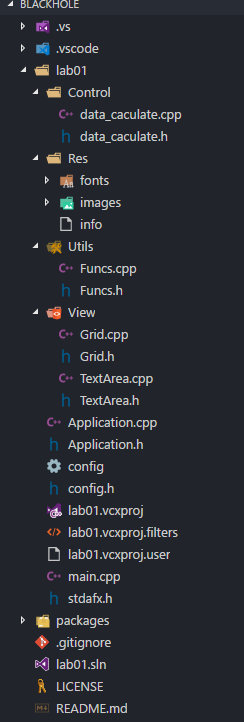 BLACKHOLE
.vs
.vscode
lab01
Control
data_caculate.cpp
data_caculate.h
Res
fonts
images
info
Utils
Funcs.cpp
Funcs.h
View
Grid.cpp
Grid.h
TextArea.cpp
TextArea.h
Application.cpp
Application.h
config
config.h
lab01.vcxproj
lab01.vcxproj.filters
lab01.vcxproj.user
main.cpp
stdafx.h
packages
.gitignore
lab01.sln
LICENSE
README.md